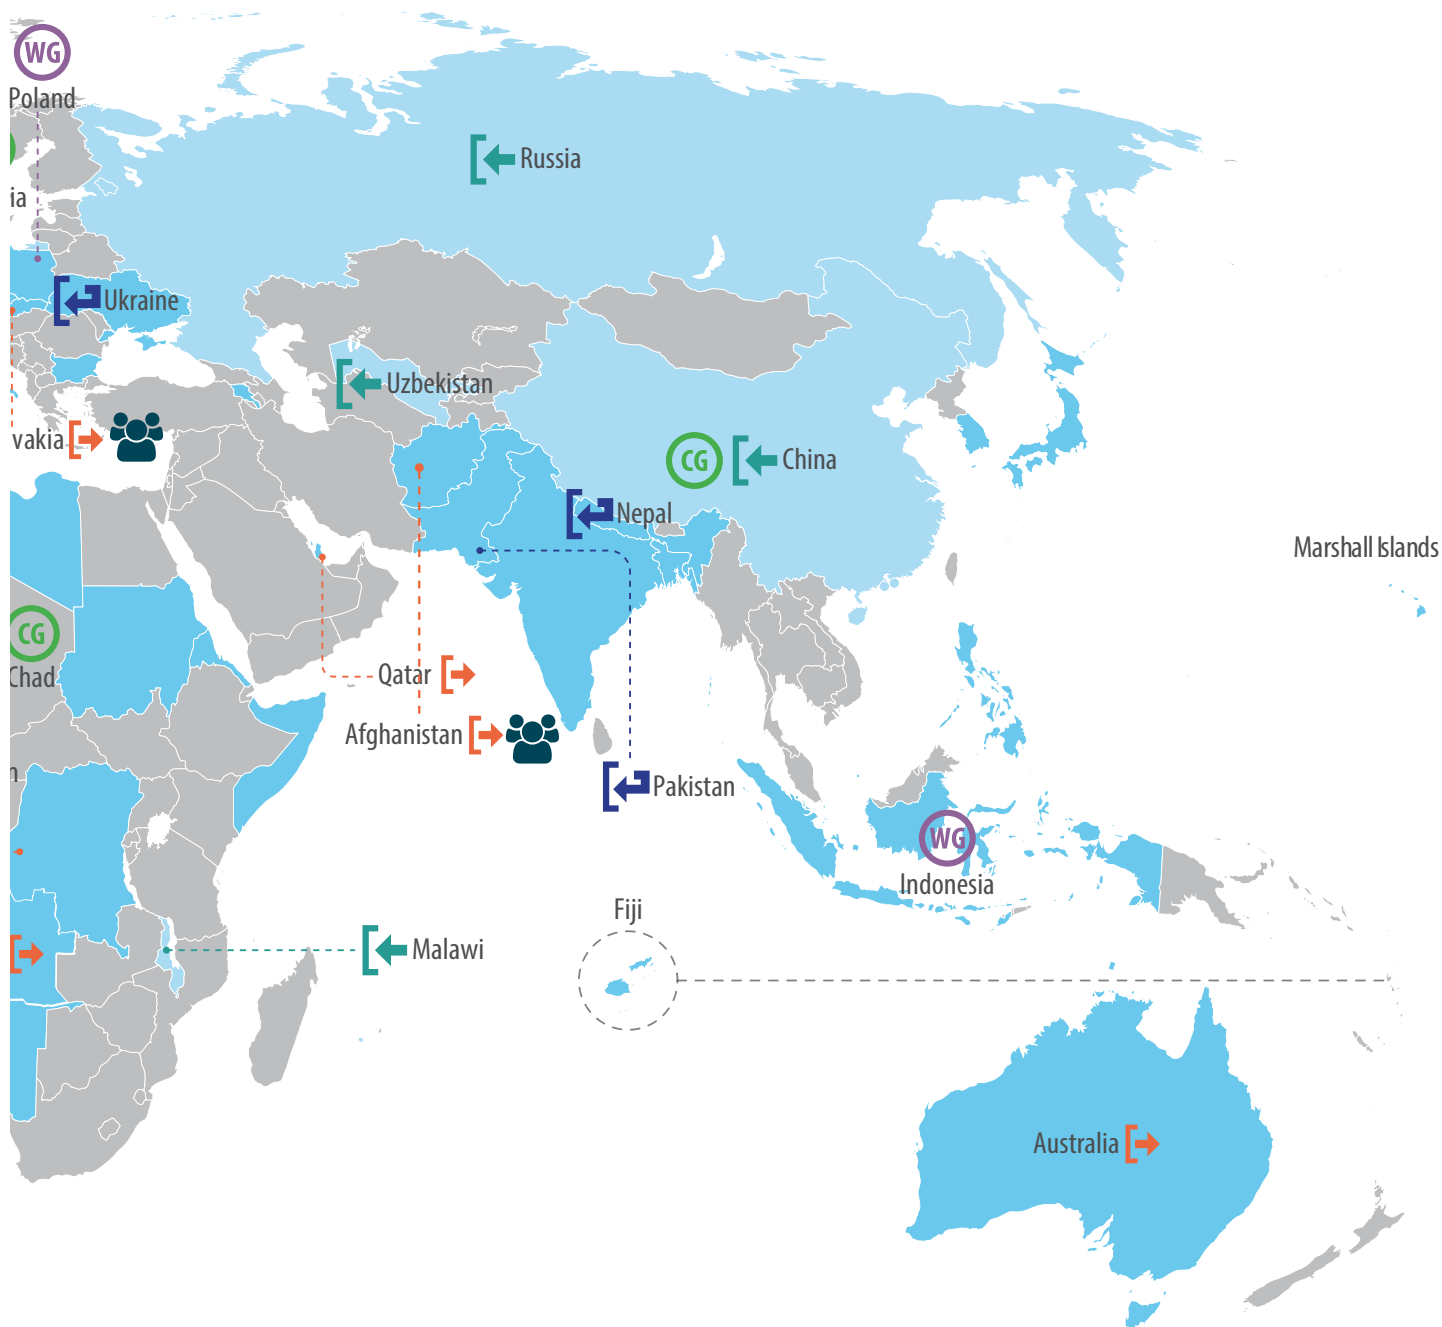 WG
Poland
Russia
ia
Ukraine
Uzbekistan
vakia
CG
China
Nepal
Marshall Islands
CG
Chad
Qatar
Afghanistan
n
Pakistan
WG
Indonesia
Fiji
Malawi
Australia